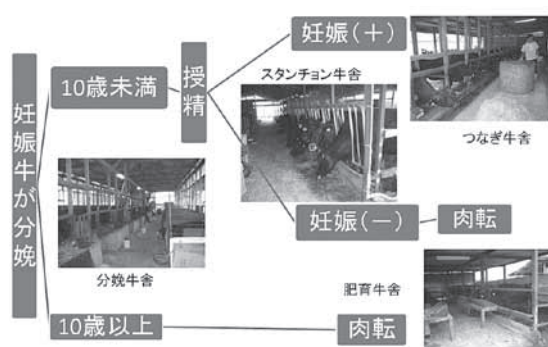 妊娠牛が分娩
10歳未満
授精
妊娠(+)
つなぎ牛舎
スタンチョン牛舎
妊娠(−)
肉転
分娩牛舎
10歳以上
肉転
肥育牛舎